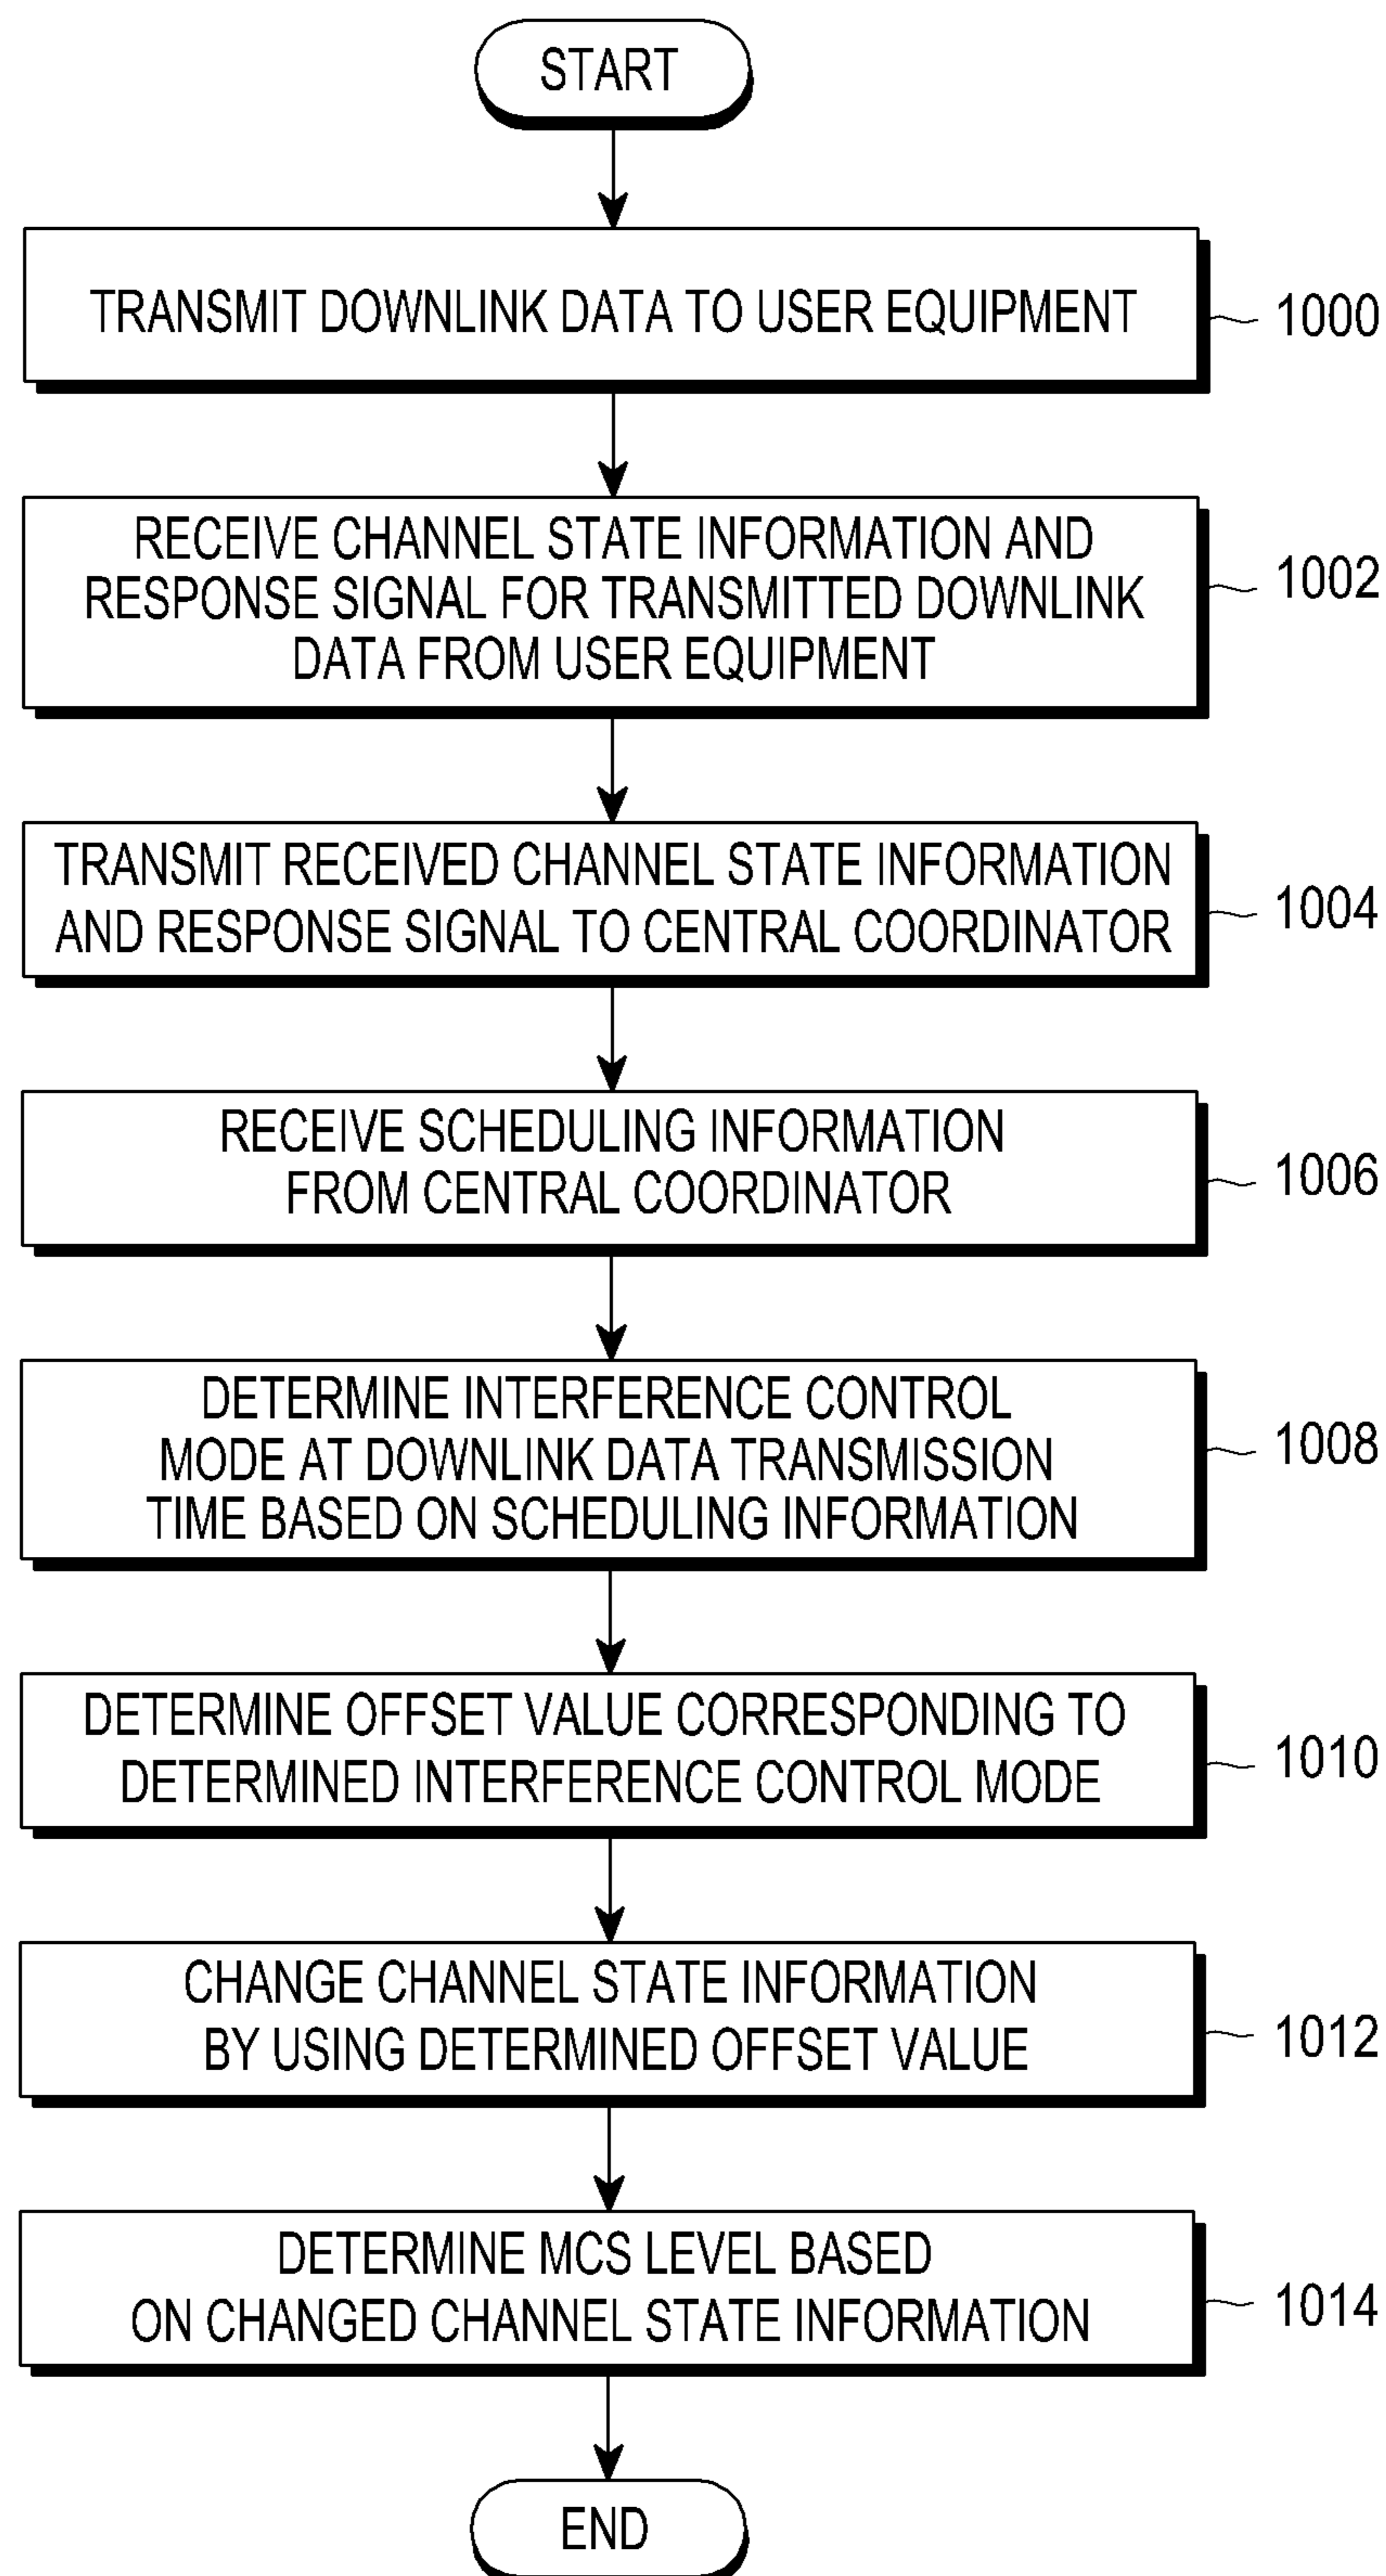 START
TRANSMIT DOWNLINK DATA TO USER EQUIPMENT
1000
RECEIVE CHANNEL STATE INFORMATION AND
RESPONSE SIGNAL FOR TRANSMITTED DOWNLINK
DATA FROM USER EQUIPMENT
1002
TRANSMIT RECEIVED CHANNEL STATE INFORMATION
AND RESPONSE SIGNAL TO CENTRAL COORDINATOR
1004
RECEIVE SCHEDULING INFORMATION
FROM CENTRAL COORDINATOR
1006
DETERMINE INTERFERENCE CONTROL
MODE AT DOWNLINK DATA TRANSMISSION
TIME BASED ON SCHEDULING INFORMATION
1008
DETERMINE OFFSET VALUE CORRESPONDING TO
DETERMINED INTERFERENCE CONTROL MODE
1010
CHANGE CHANNEL STATE INFORMATION
BY USING DETERMINED OFFSET VALUE
1012
DETERMINE MCS LEVEL BASED
ON CHANGED CHANNEL STATE INFORMATION
1014
END